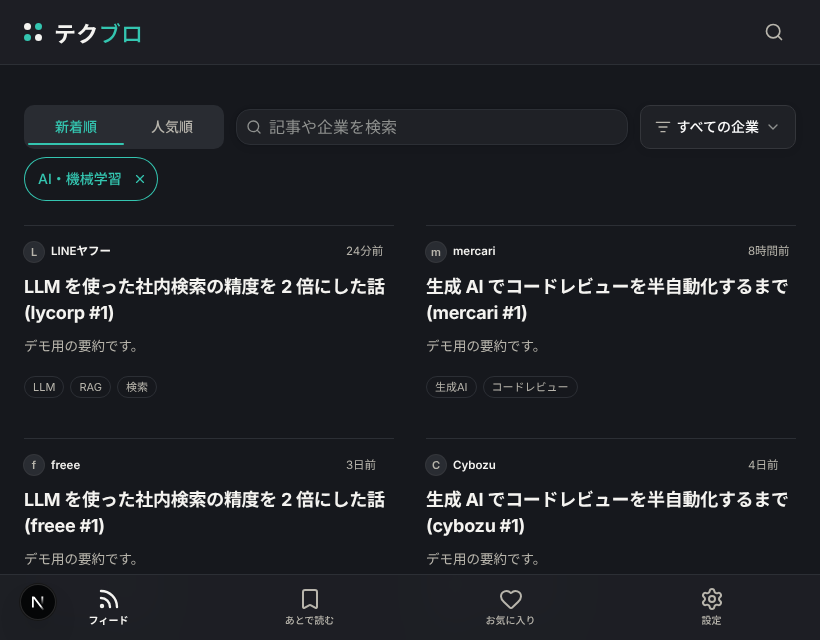 テクブロ
新着順
人気順
記事や企業を検索
すべての企業
AI・機械学習 ×
L LINEヤフー 24分前
LLM を使った社内検索の精度を 2 倍にした話
(lycorp #1)
デモ用の要約です。
LLM RAG 検索
m mercari 8時間前
生成 AI でコードレビューを半自動化するまで
(mercari #1)
デモ用の要約です。
生成AI コードレビュー
f freee 3日前
LLM を使った社内検索の精度を 2 倍にした話
(freee #1)
デモ用の要約です。
C Cybozu 4日前
生成 AI でコードレビューを半自動化するまで
(cybozu #1)
デモ用の要約です。
N
フィード
あとで読む
お気に入り
設定